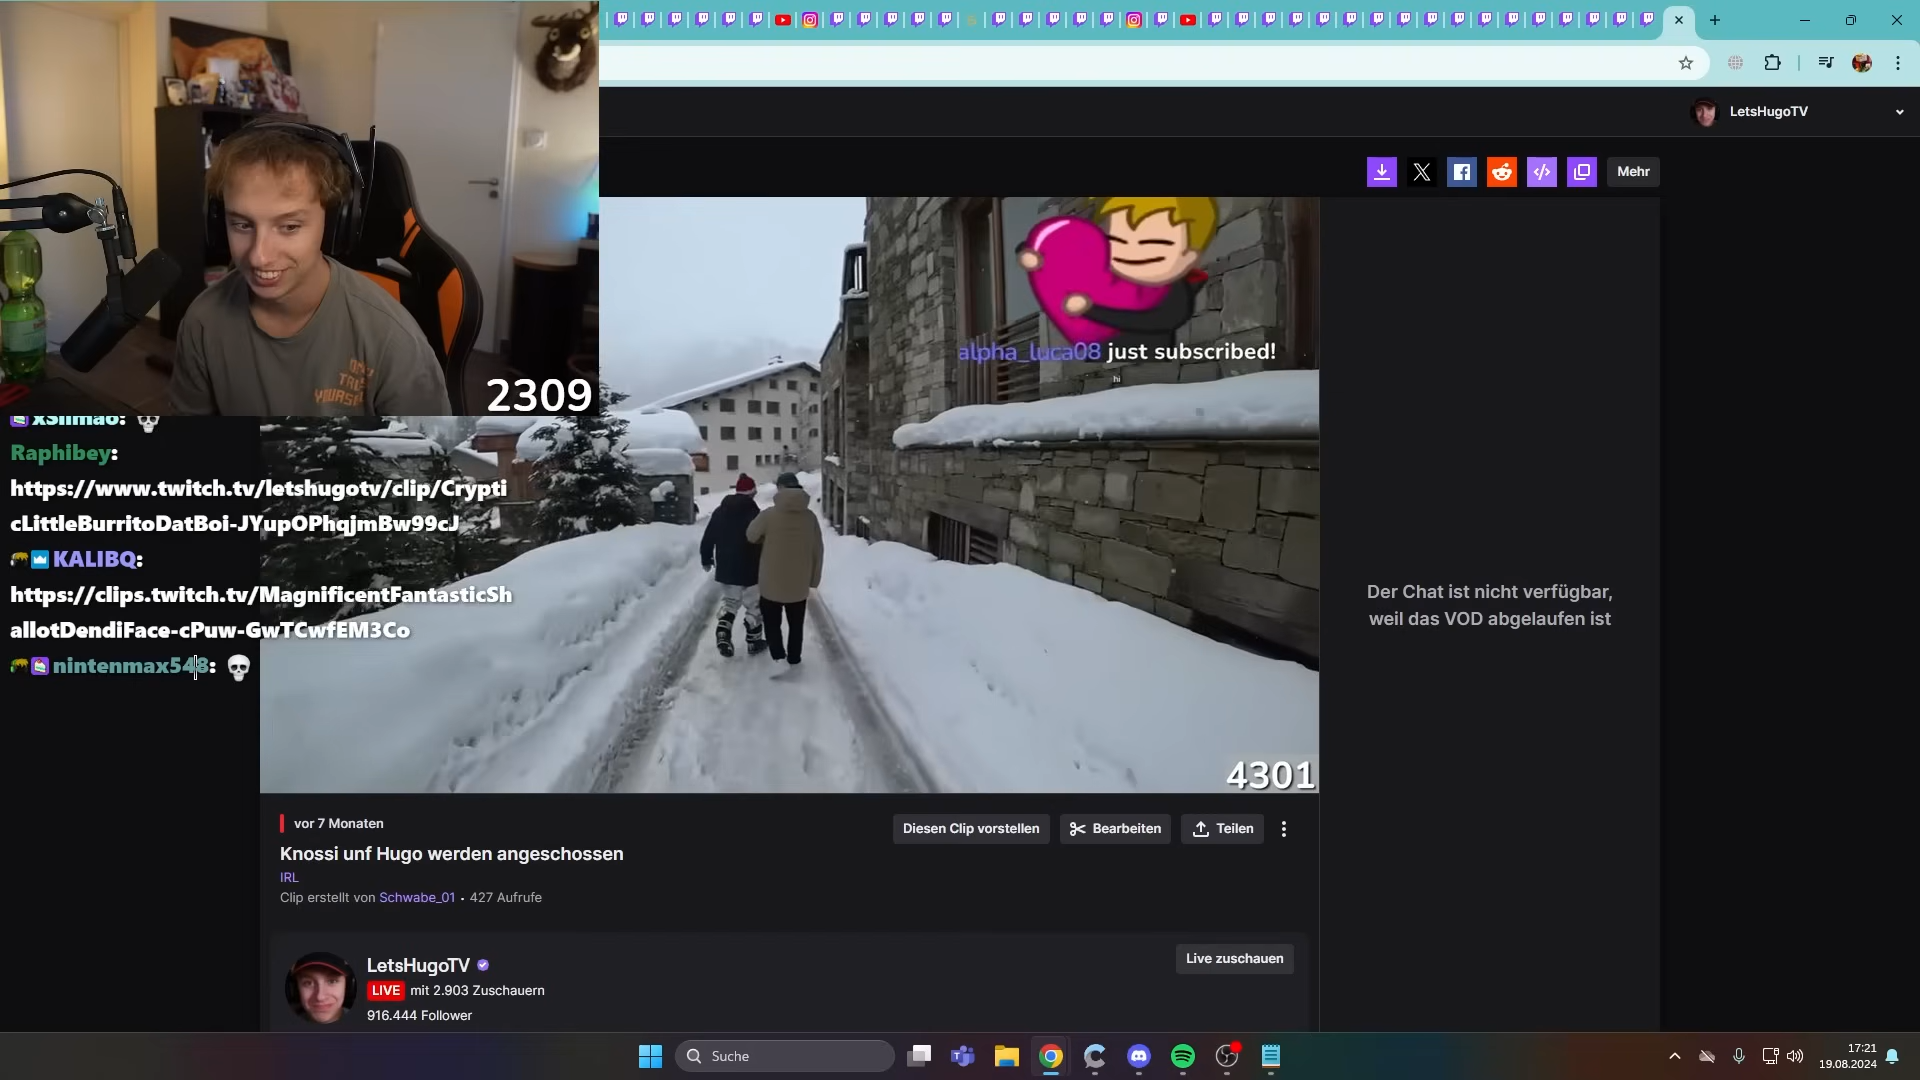 LetsHugoTV
Mehr
alpha_luca08 just subscribed!
hi
2309
xSlimao:
Raphibey:
https://www.twitch.tv/letshugotv/clip/Crypti
cLittleBurritoDatBoi-JYupOPhqjmBw99cJ
KALIBQ:
https://clips.twitch.tv/MagnificentFantasticSh
allotDendiFace-cPuw-GwTCwfEM3Co
nintenmax548:
Der Chat ist nicht verfügbar,
weil das VOD abgelaufen ist
4301
vor 7 Monaten
Diesen Clip vorstellen
Bearbeiten
Teilen
Knossi unf Hugo werden angeschossen
IRL
Clip erstellt von Schwabe_01 • 427 Aufrufe
LetsHugoTV
Live zuschauen
LIVE mit 2.903 Zuschauern
916.444 Follower
Suche
17:21
19.08.2024